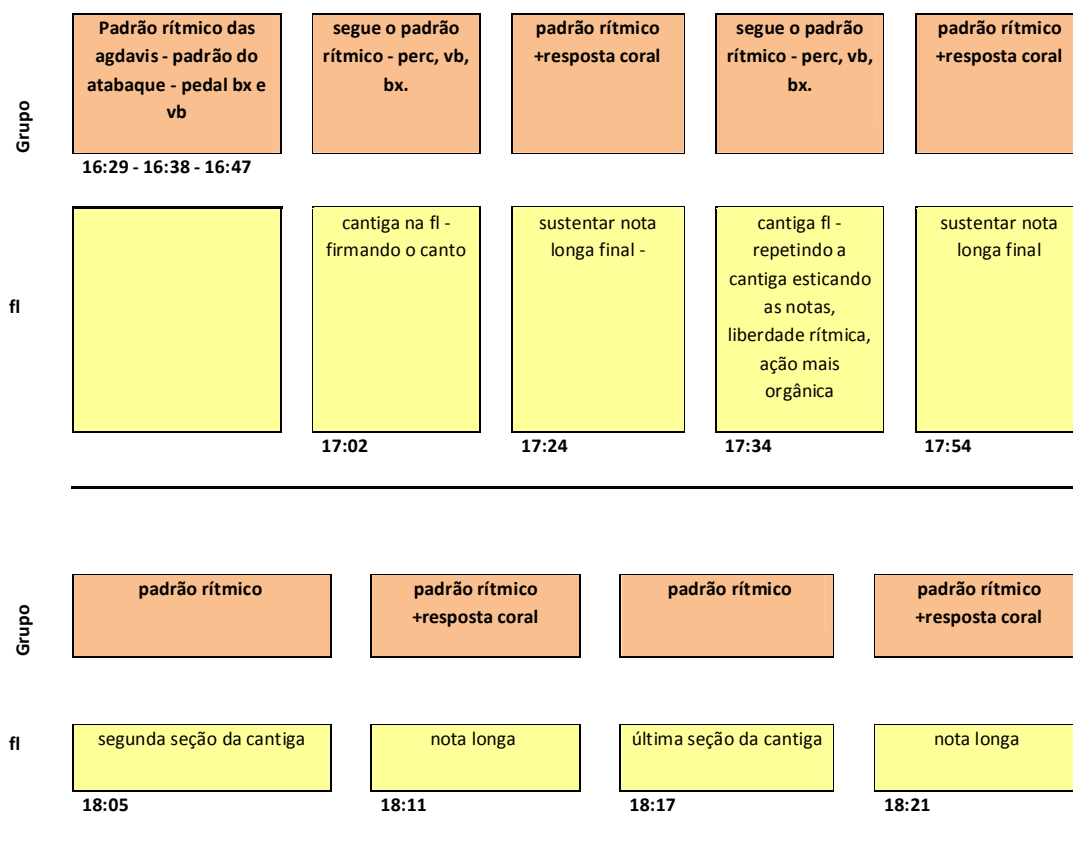 Grupo
Padrão rítmico das
agdavis - padrão do
atabaque - pedal bx e
vb
segue o padrão
rítmico - perc, vb,
bx.
padrão rítmico
+resposta coral
segue o padrão
rítmico - perc, vb,
bx.
padrão rítmico
+resposta coral
16:29 - 16:38 - 16:47
fl
cantiga na fl -
firmando o canto
sustentar nota
longa final -
cantiga fl -
repetindo a
cantiga esticando
as notas,
liberdade rítmica,
ação mais
orgânica
sustentar nota
longa final
17:02
17:24
17:34
17:54
Grupo
padrão rítmico
padrão rítmico
+resposta coral
padrão rítmico
padrão rítmico
+resposta coral
fl
segunda seção da cantiga
nota longa
última seção da cantiga
nota longa
18:05
18:11
18:17
18:21